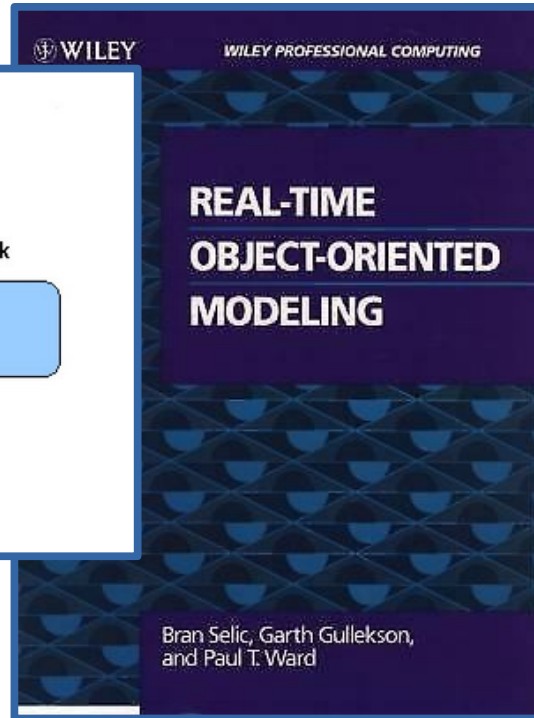 WILEY WILEY PROFESSIONAL COMPUTING
k
REAL-TIME
OBJECT-ORIENTED
MODELING
Bran Selic, Garth Gullekson,
and Paul T. Ward